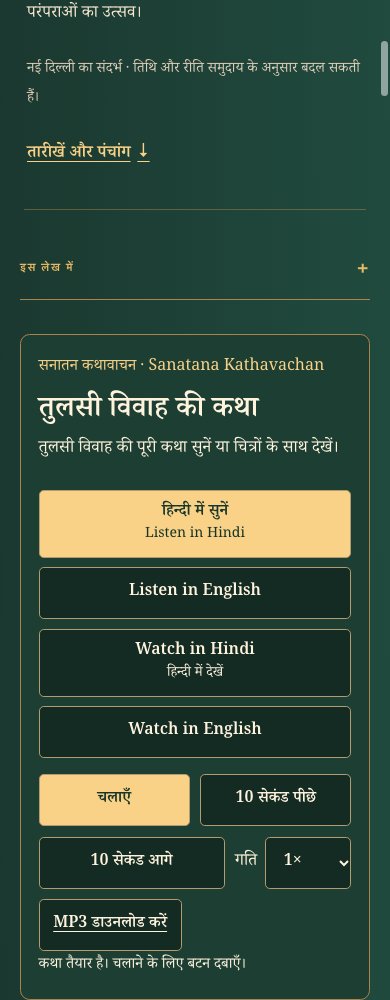 परंपराओं का उत्सव।
नई दिल्ली का संदर्भ · तिथि और रीति समुदाय के अनुसार बदल सकती
हैं।
तारीखें और पंचांग ↓
इस लेख में +
सनातन कथावाचन · Sanatana Kathavachan
तुलसी विवाह की कथा
तुलसी विवाह की पूरी कथा सुनें या चित्रों के साथ देखें।
हिन्दी में सुनें
Listen in Hindi
Listen in English
Watch in Hindi
हिन्दी में देखें
Watch in English
चलाएँ 10 सेकंड पीछे
10 सेकंड आगे गति 1×
MP3 डाउनलोड करें
कथा तैयार है। चलाने के लिए बटन दबाएँ।